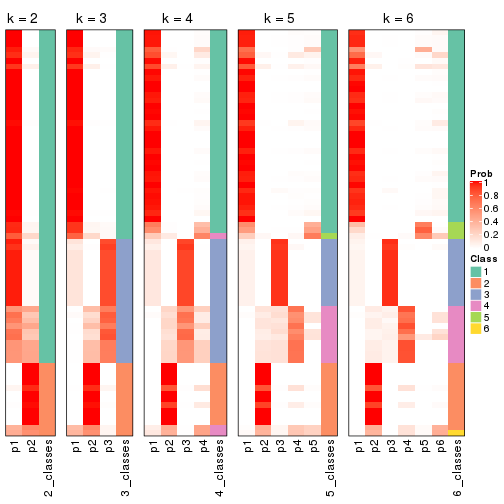 k = 2
k = 3
k = 4
k = 5
k = 6
p1
p2
2_classes
p1
p2
p3
3_classes
p1
p2
p3
p4
4_classes
p1
p2
p3
p4
p5
5_classes
p1
p2
p3
p4
p5
p6
6_classes
Prob
1
0.8
0.6
0.4
0.2
0
Class
1
2
3
4
5
6